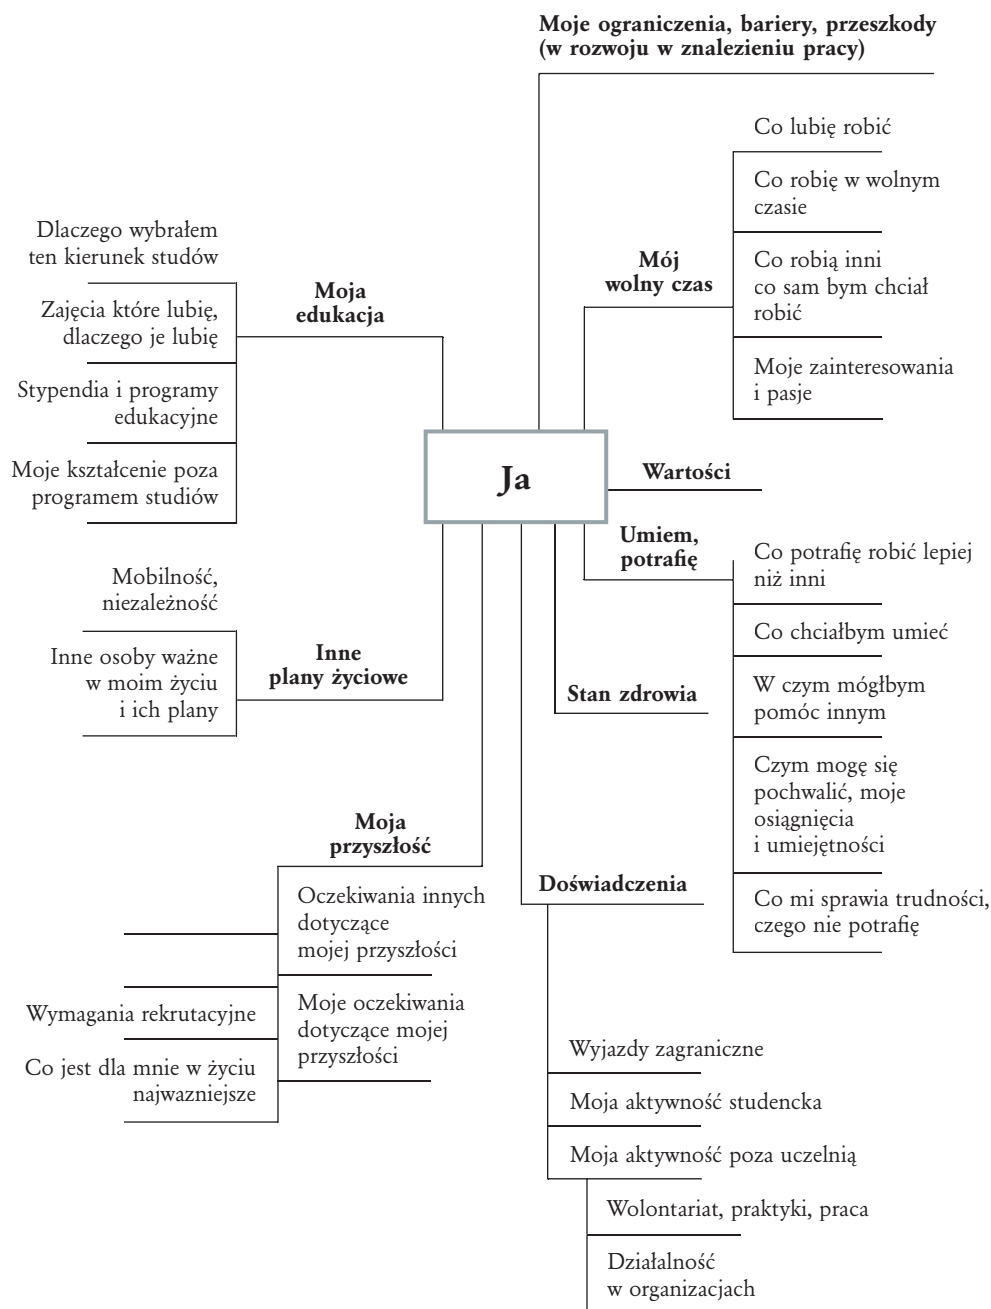 Moje ograniczenia, bariery, przeszkody
(w rozwoju w znalezieniu pracy)
Co lubię robić
Co robię w wolnym
czasie
Mój
wolny czas
Co robią inni
co sam bym chciał
robić
Moje zainteresowania
i pasje
Dlaczego wybrałem
ten kierunek studów
Moja
edukacja
Zajęcia które lubię,
dlaczego je lubię
Stypendia i programy
edukacyjne
Moje kształcenie poza
programem studiów
Ja
Wartości
Umiem,
potrafię
Co potrafię robić lepiej
niż inni
Co chciałbym umieć
W czym mógłbym
pomóc innym
Czym mogę się
pochwalić, moje
osiągnięcia
i umiejętności
Co mi sprawia trudności,
czego nie potrafię
Mobilność,
niezależność
Inne
plany życiowe
Inne osoby ważne
w moim życiu
i ich plany
Stan zdrowia
Moja
przyszłość
Oczekiwania innych
dotyczące
mojej przyszłości
Wymagania rekrutacyjne
Moje oczekiwania
dotyczące mojej
przyszłości
Co jest dla mnie w życiu
najwazniejsze
Doświadczenia
Wyjazdy zagraniczne
Moja aktywność studencka
Moja aktywność poza uczelnią
Wolontariat, praktyki, praca
Działalność
w organizacjach